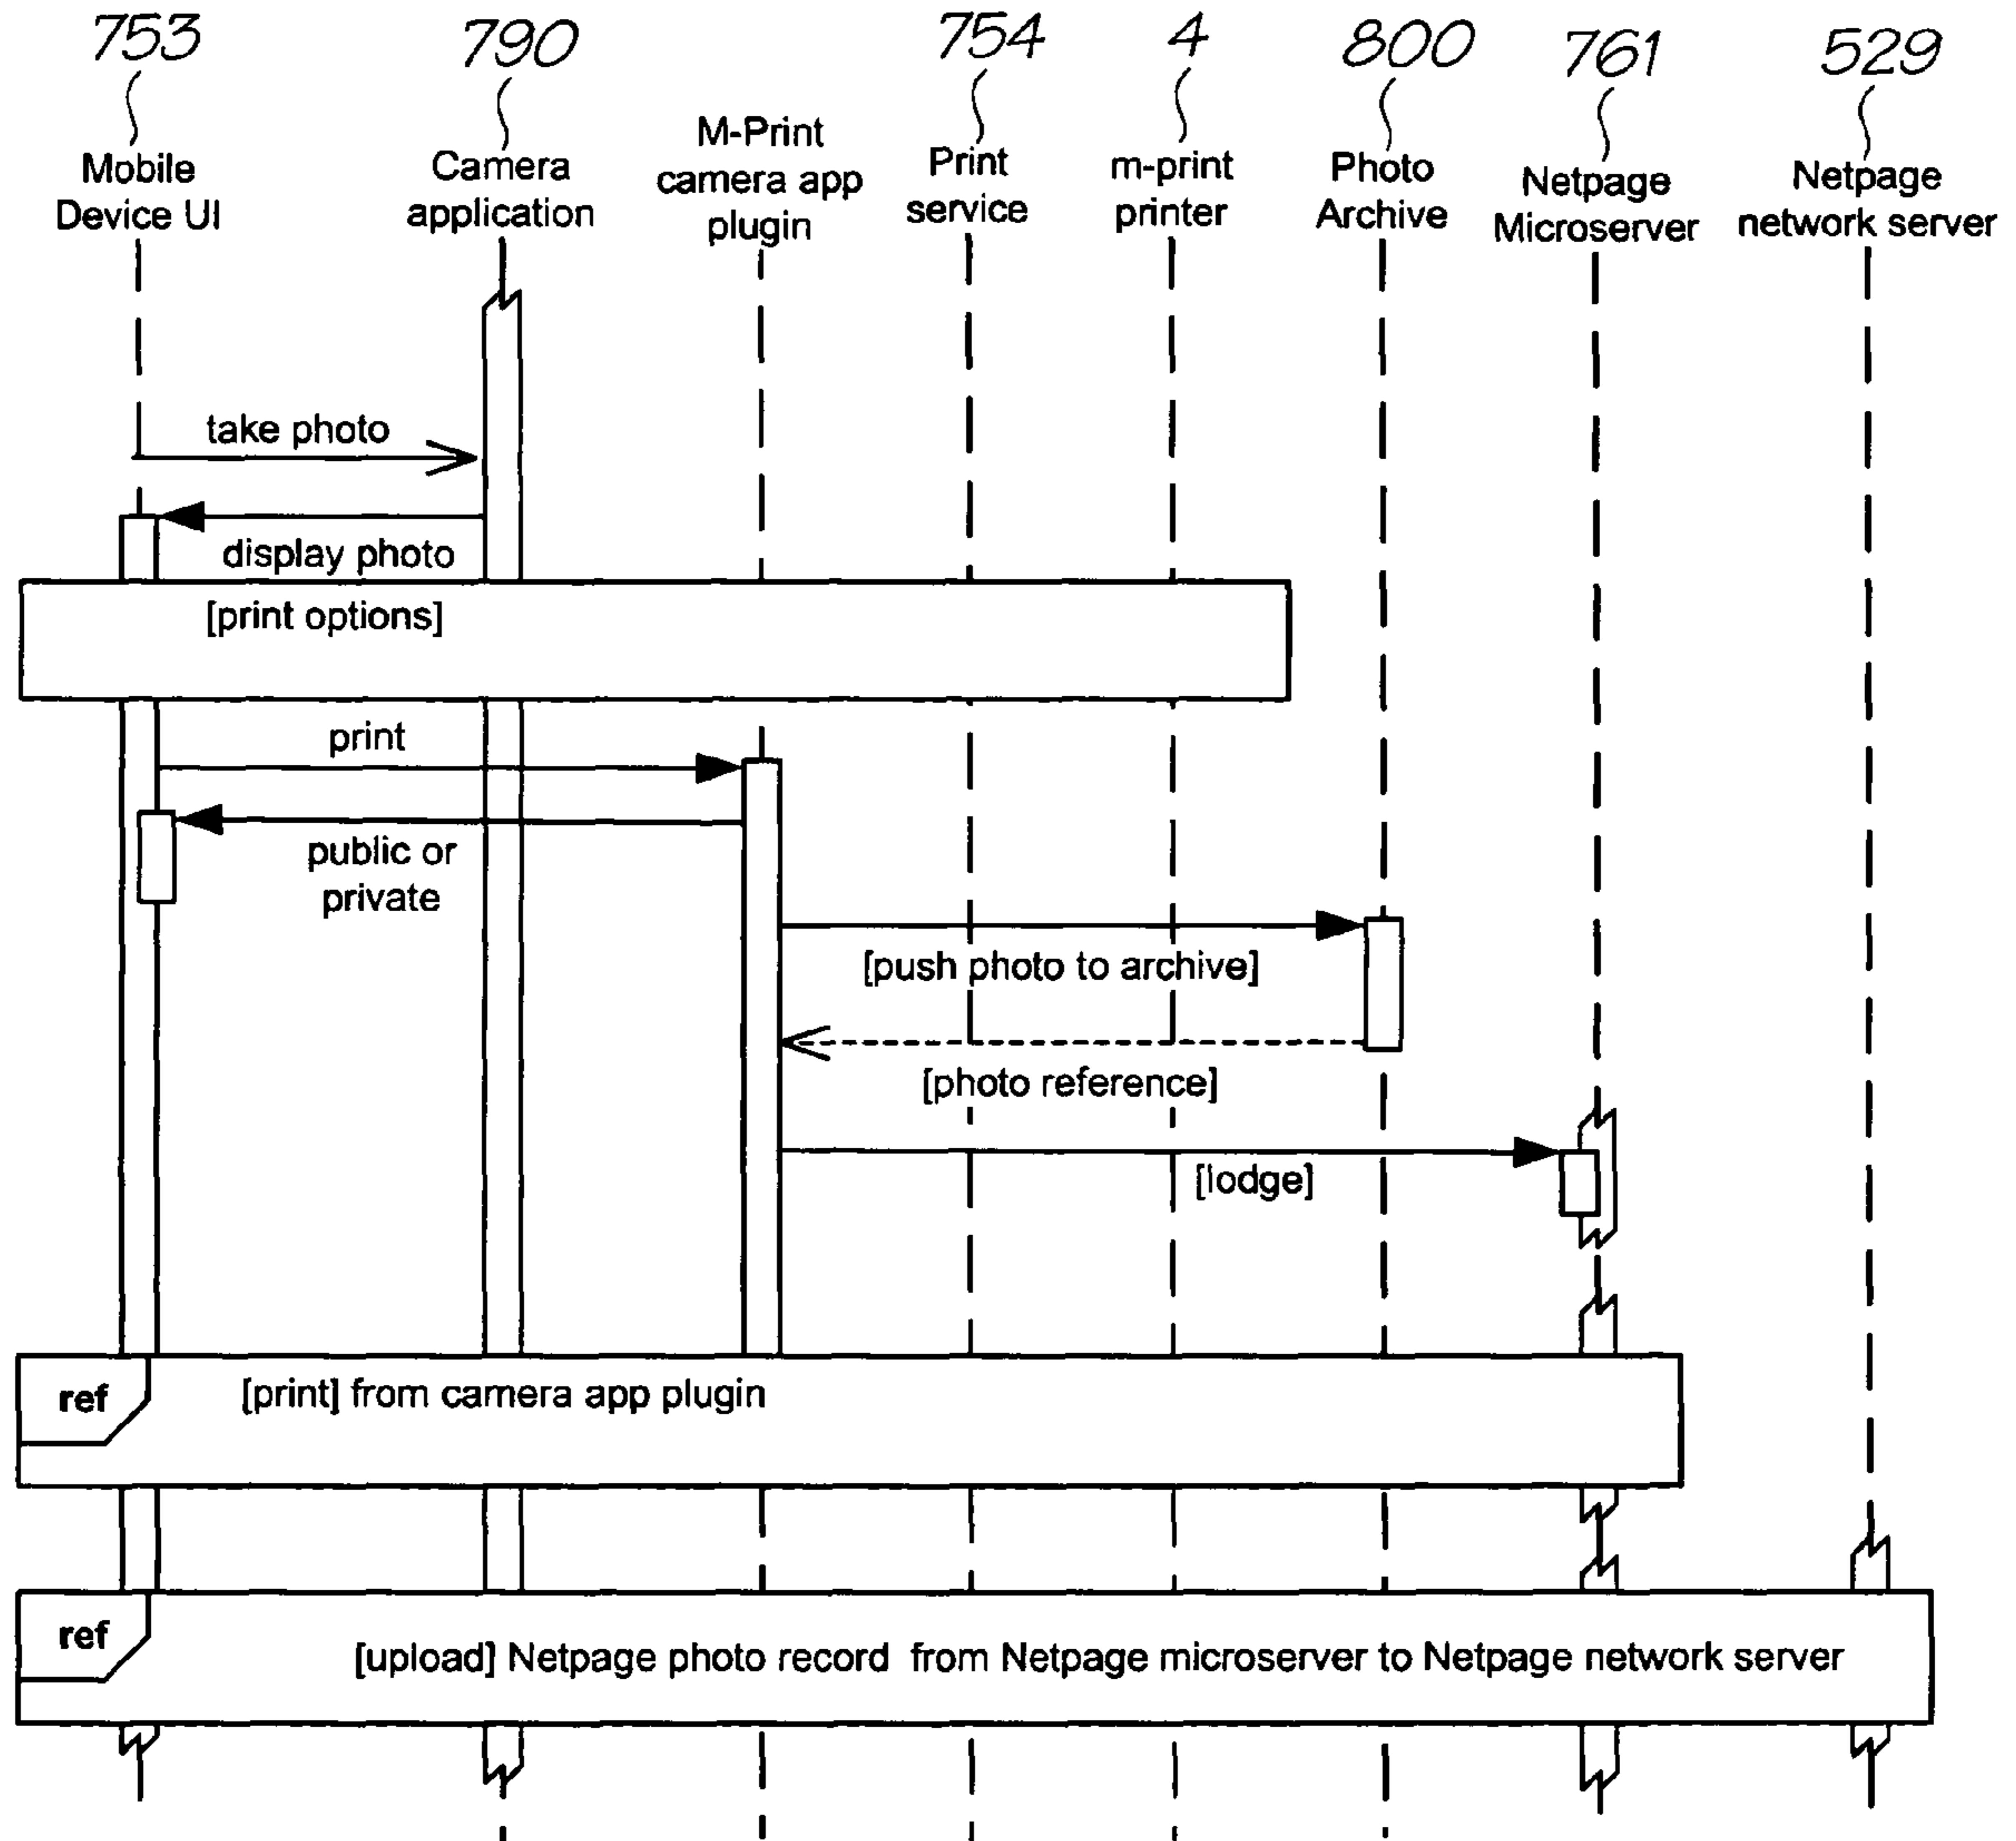 753
790
754
4
800
761
529
Mobile
Device UI
Camera
application
M-Print
camera app
plugin
Print
service
m-print
printer
Photo
Archive
Netpage
Microserver
Netpage
network server
take photo
display photo
[print options]
print
public or
private
[push photo to archive]
[photo reference]
[lodge]
ref
[print] from camera app plugin
ref
[upload] Netpage photo record from Netpage microserver to Netpage network server